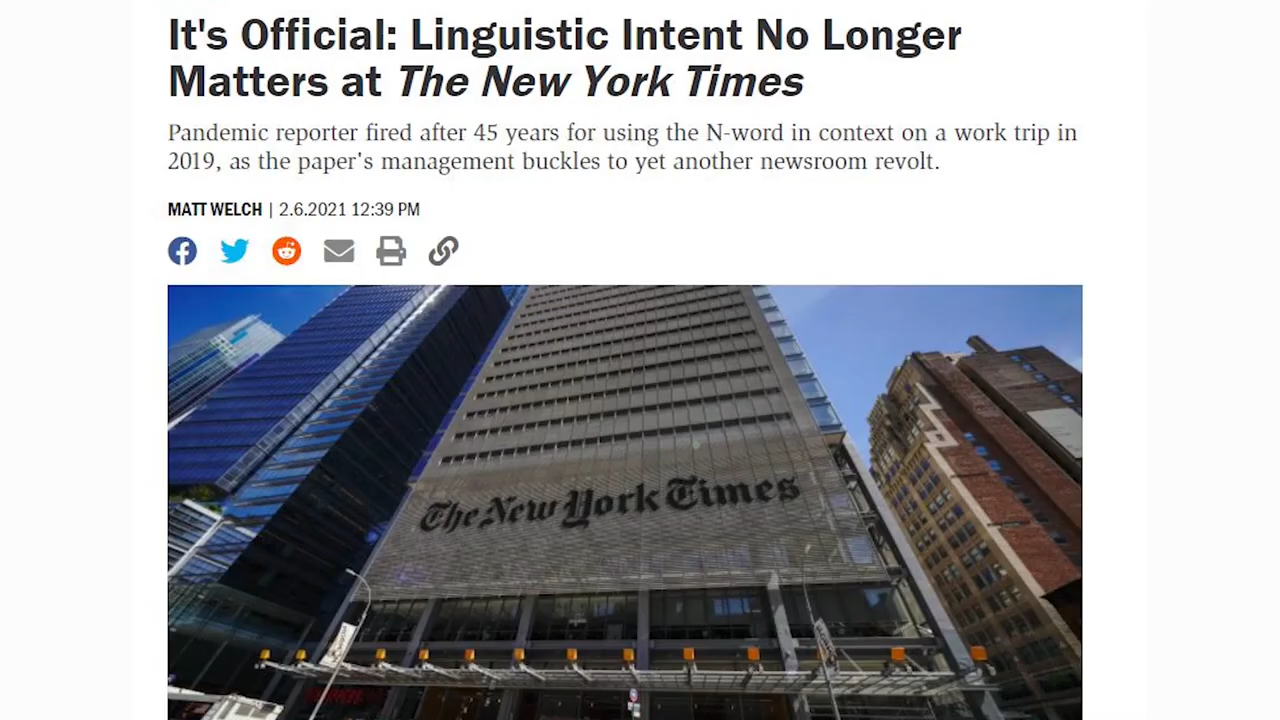 It's Official: Linguistic Intent No Longer
Matters at The New York Times
Pandemic reporter fired after 45 years for using the N-word in context on a work trip in
2019, as the paper's management buckles to yet another newsroom revolt.
MATT WELCH | 2.6.2021 12:39 PM
The New York Times